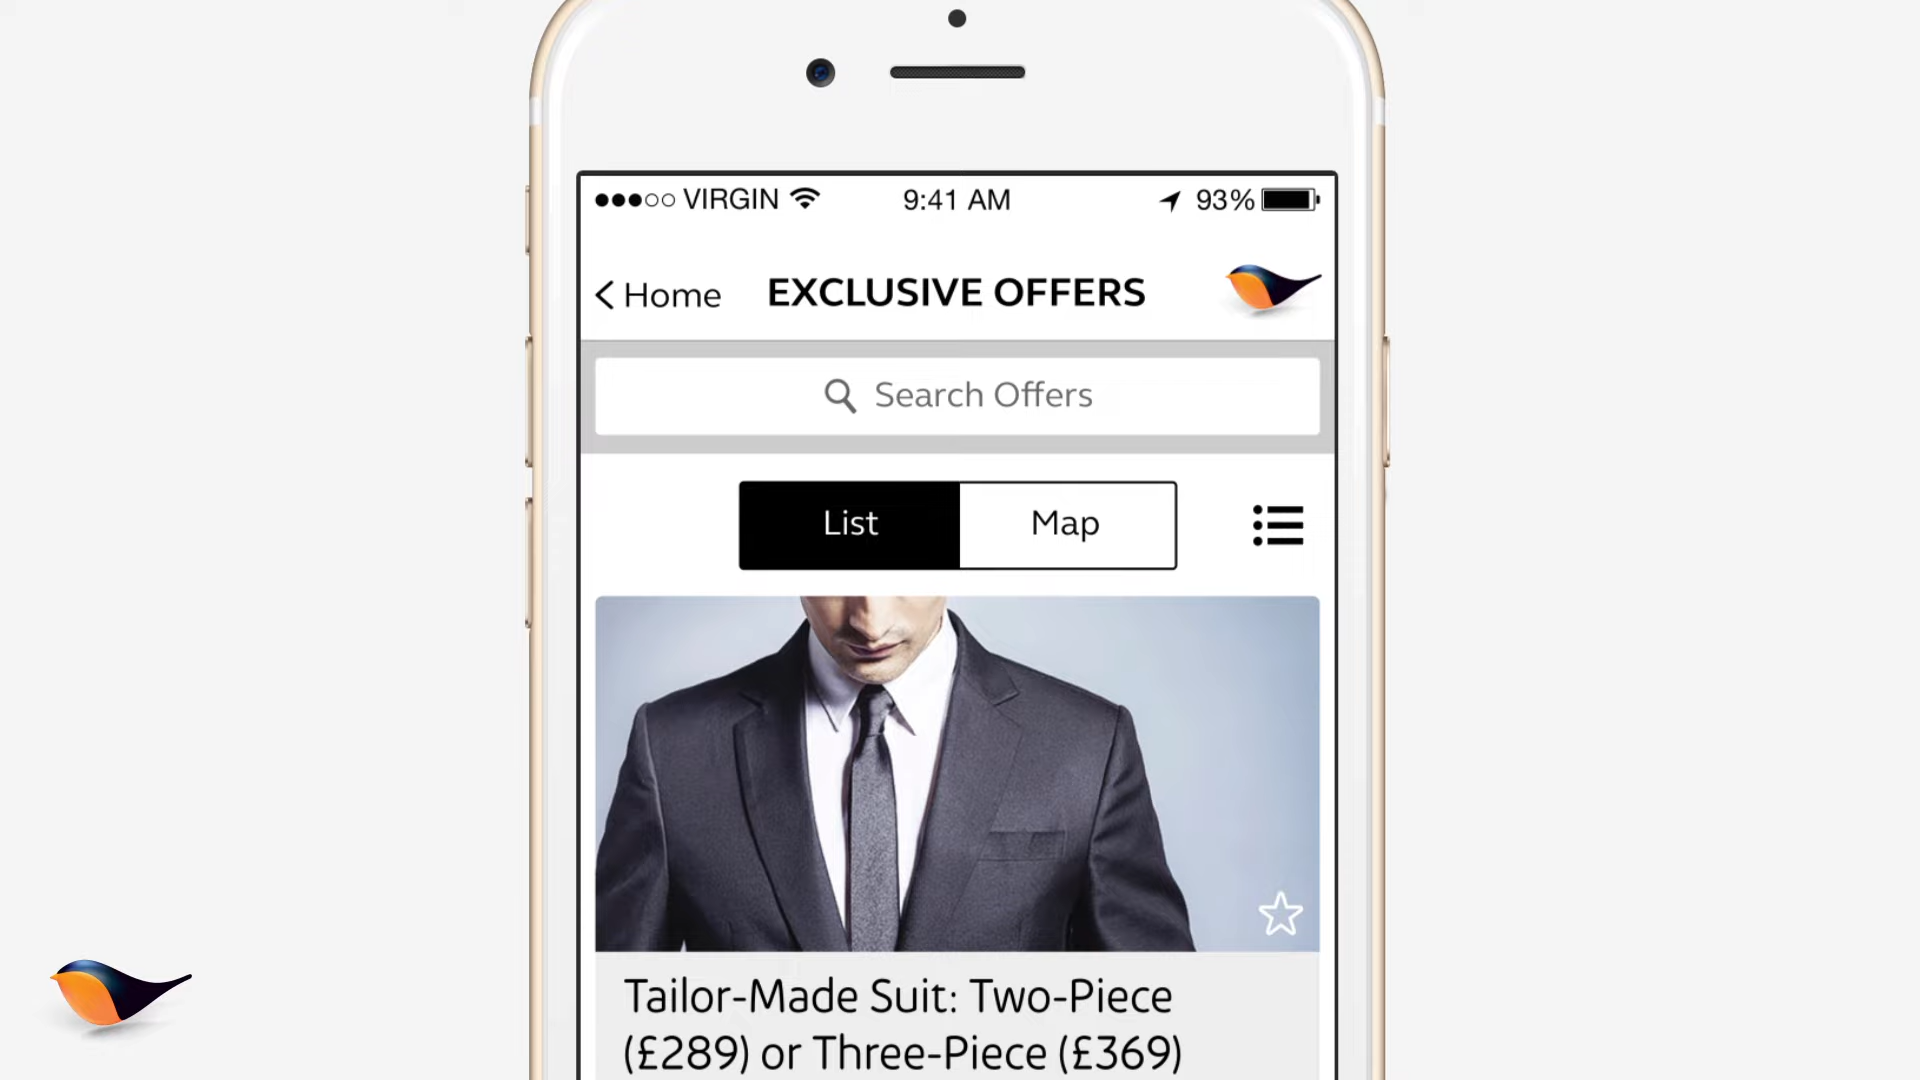 VIRGIN 9:41 AM 93%
Home EXCLUSIVE OFFERS
Search Offers
List Map
Tailor-Made Suit: Two-Piece
(£289) or Three-Piece (£369)